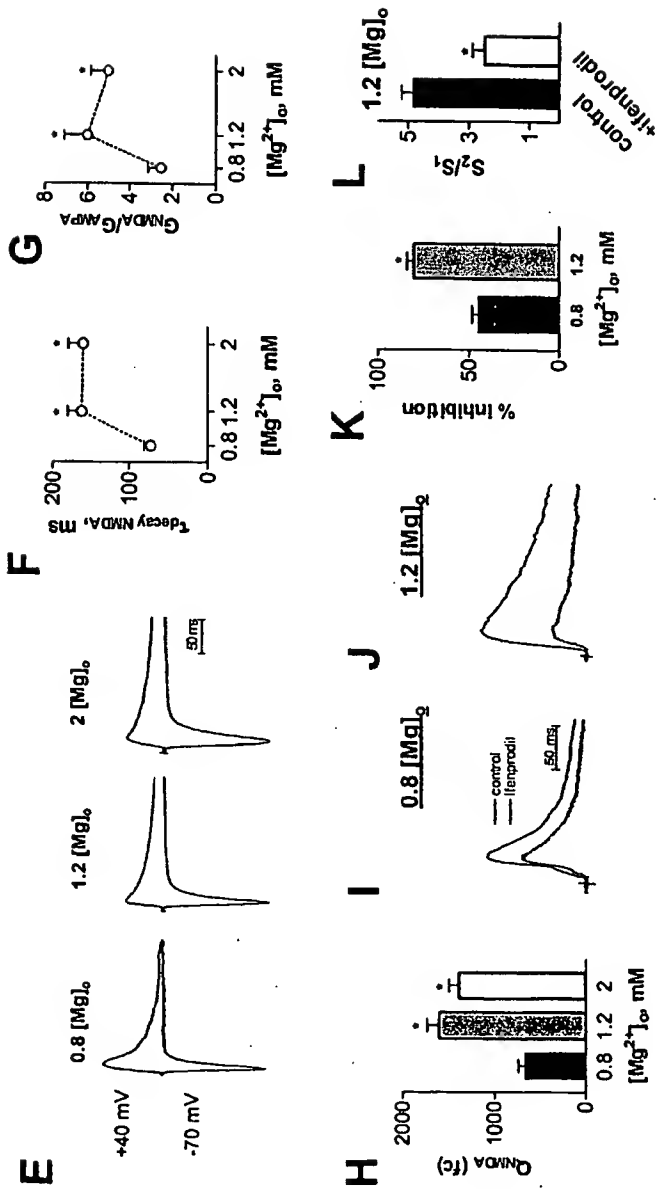 E
0.8 [Mg]o
1.2 [Mg]o
2 [Mg]o
+40 mV
-70 mV
50 ms
F
τdecay NMDA, ms
200
100
0
0.8 1.2 2
[Mg²⁺]o, mM
* *
G
GNMDA/GAMPA
8
6
4
2
0
0.8 1.2 2
[Mg²⁺]o, mM
* *
H
QNMDA (fc)
2000
1000
0
0.8 1.2 2
[Mg²⁺]o, mM
* *
I
0.8 [Mg]o
control
Ifenprodil
50 ms
J
1.2 [Mg]o
K
% inhibition
100
50
0
0.8 1.2
[Mg²⁺]o, mM
*
L
1.2 [Mg]o
S2/S1
5
3
1
*
control
+ifenprodil